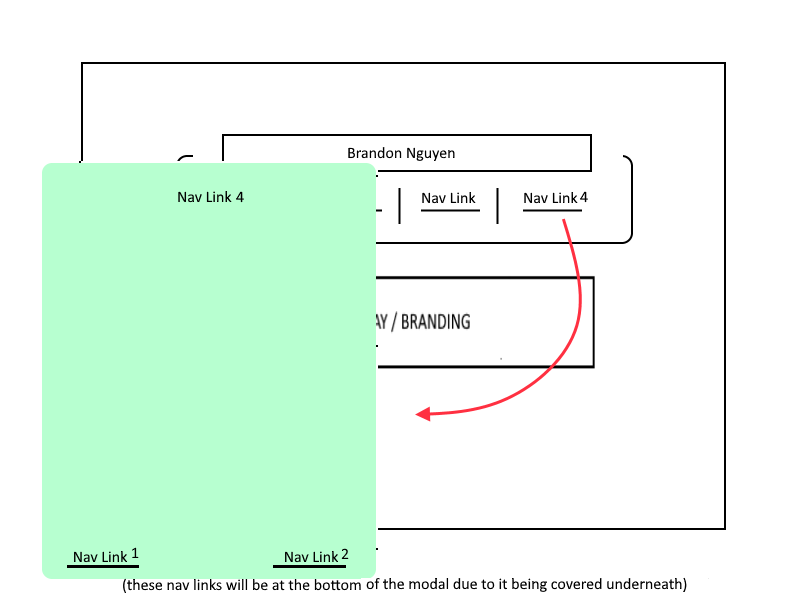 Brandon Nguyen
Nav Link 4
Nav Link
Nav Link 4
AY / BRANDING
Nav Link 1
Nav Link 2
(these nav links will be at the bottom of the modal due to it being covered underneath)